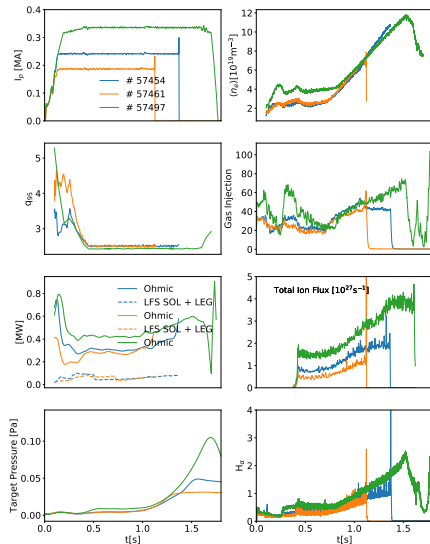 0.4
0.3
0.2
0.1
0.0
I_p [MA]
# 57454
# 57461
# 57497
12
10
8
6
4
2
⟨n_e⟩[10^19 m^-3]
5
4
3
q_95
100
80
60
40
20
0
Gas Injection
0.8
0.6
0.4
0.2
0.0
[MW]
Ohmic
LFS SOL + LEG
Ohmic
LFS SOL + LEG
Ohmic
6
4
2
0
Total Ion Flux [10^27 s^-1]
0.10
0.05
0.00
Target Pressure [Pa]
0.0 0.5 1.0 1.5
t[s]
4
3
2
1
0
H_α
0.0 0.5 1.0 1.5
t[s]